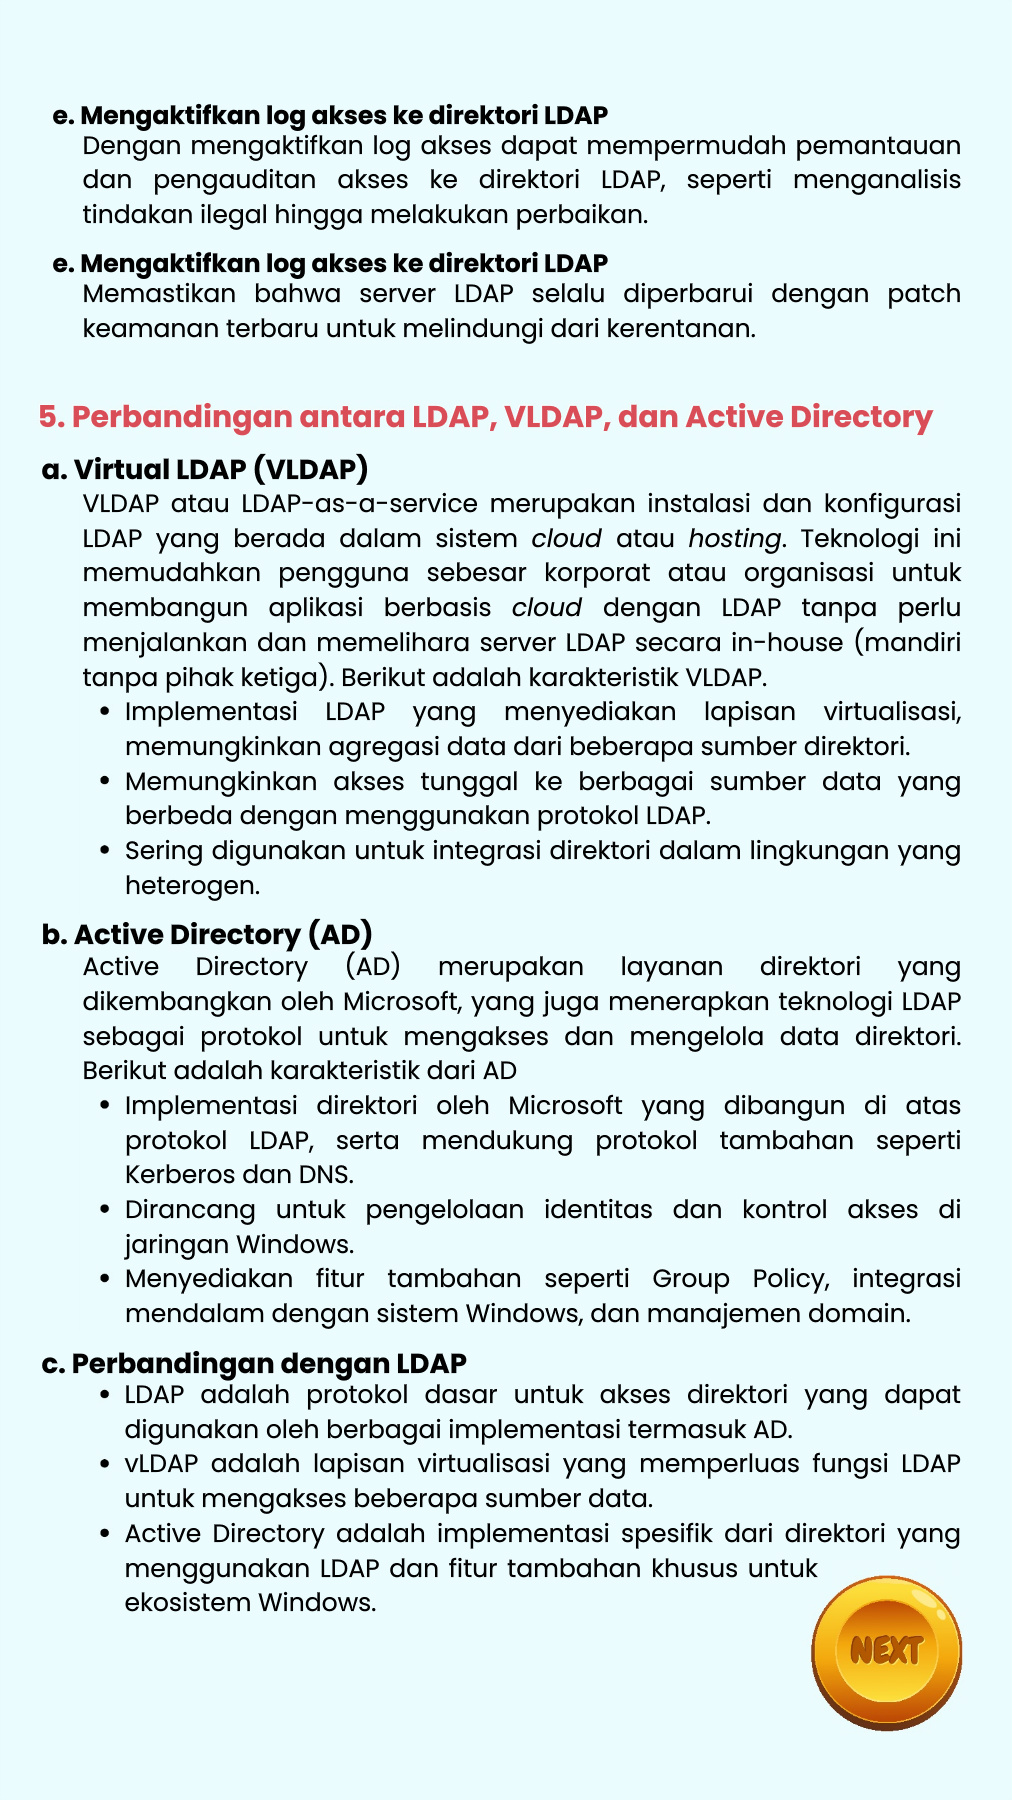 e. Mengaktifkan log akses ke direktori LDAP
Dengan mengaktifkan log akses dapat mempermudah pemantauan
dan pengauditan akses ke direktori LDAP, seperti menganalisis
tindakan ilegal hingga melakukan perbaikan.
e. Mengaktifkan log akses ke direktori LDAP
Memastikan bahwa server LDAP selalu diperbarui dengan patch
keamanan terbaru untuk melindungi dari kerentanan.
5. Perbandingan antara LDAP, VLDAP, dan Active Directory
a. Virtual LDAP (VLDAP)
VLDAP atau LDAP-as-a-service merupakan instalasi dan konfigurasi
LDAP yang berada dalam sistem cloud atau hosting. Teknologi ini
memudahkan pengguna sebesar korporat atau organisasi untuk
membangun aplikasi berbasis cloud dengan LDAP tanpa perlu
menjalankan dan memelihara server LDAP secara in-house (mandiri
tanpa pihak ketiga). Berikut adalah karakteristik VLDAP.
• Implementasi LDAP yang menyediakan lapisan virtualisasi,
memungkinkan agregasi data dari beberapa sumber direktori.
• Memungkinkan akses tunggal ke berbagai sumber data yang
berbeda dengan menggunakan protokol LDAP.
• Sering digunakan untuk integrasi direktori dalam lingkungan yang
heterogen.
b. Active Directory (AD)
Active Directory (AD) merupakan layanan direktori yang
dikembangkan oleh Microsoft, yang juga menerapkan teknologi LDAP
sebagai protokol untuk mengakses dan mengelola data direktori.
Berikut adalah karakteristik dari AD
• Implementasi direktori oleh Microsoft yang dibangun di atas
protokol LDAP, serta mendukung protokol tambahan seperti
Kerberos dan DNS.
• Dirancang untuk pengelolaan identitas dan kontrol akses di
jaringan Windows.
• Menyediakan fitur tambahan seperti Group Policy, integrasi
mendalam dengan sistem Windows, dan manajemen domain.
c. Perbandingan dengan LDAP
• LDAP adalah protokol dasar untuk akses direktori yang dapat
digunakan oleh berbagai implementasi termasuk AD.
• vLDAP adalah lapisan virtualisasi yang memperluas fungsi LDAP
untuk mengakses beberapa sumber data.
• Active Directory adalah implementasi spesifik dari direktori yang
menggunakan LDAP dan fitur tambahan khusus untuk
ekosistem Windows.
NEXT